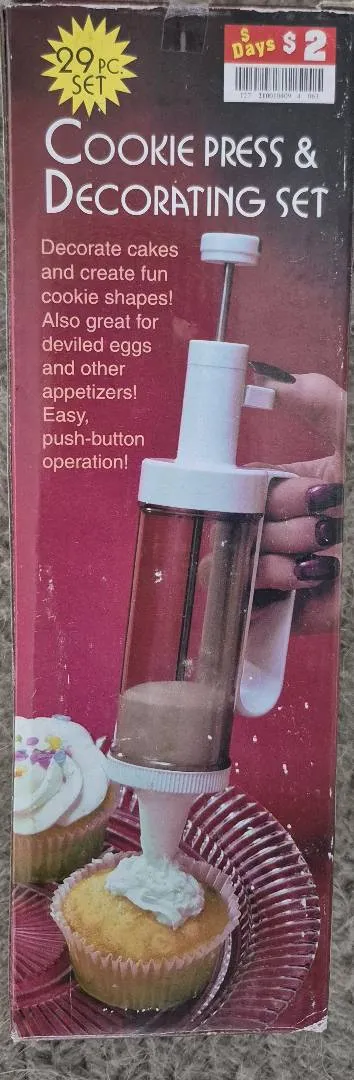 29 PC.
SET
$ Days $2
COOKIE PRESS &
DECORATING SET
Decorate cakes
and create fun
cookie shapes!
Also great for
deviled eggs
and other
appetizers!
Easy,
push-button
operation!